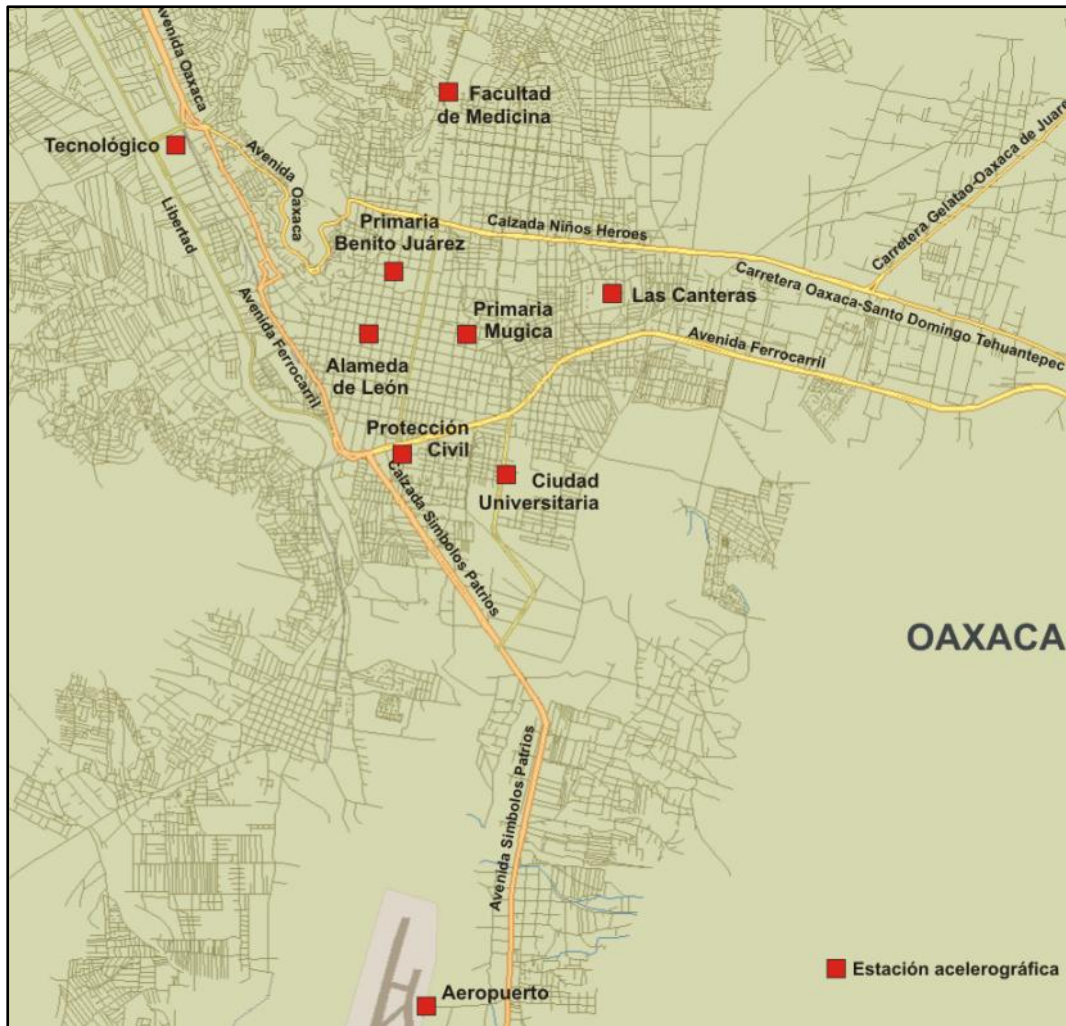 Avenida Oaxaca
Facultad
de Medicina
Tecnológico
Avenida Oaxaca
Libertad
Primaria
Benito Juárez
Calzada Niños Heroes
Carretera Gelatao-Oaxaca de Juare
Carretera Oaxaca-Santo Domingo Tehuantepec
Las Canteras
Primaria
Mugica
Avenida Ferrocarril
Avenida Ferrocarril
Alameda
de León
Protección
Civil
Ciudad
Universitaria
Calzada Simbolos Patrios
OAXACA
Avenida Simbolos Patrios
Estación acelerográfica
Aeropuerto